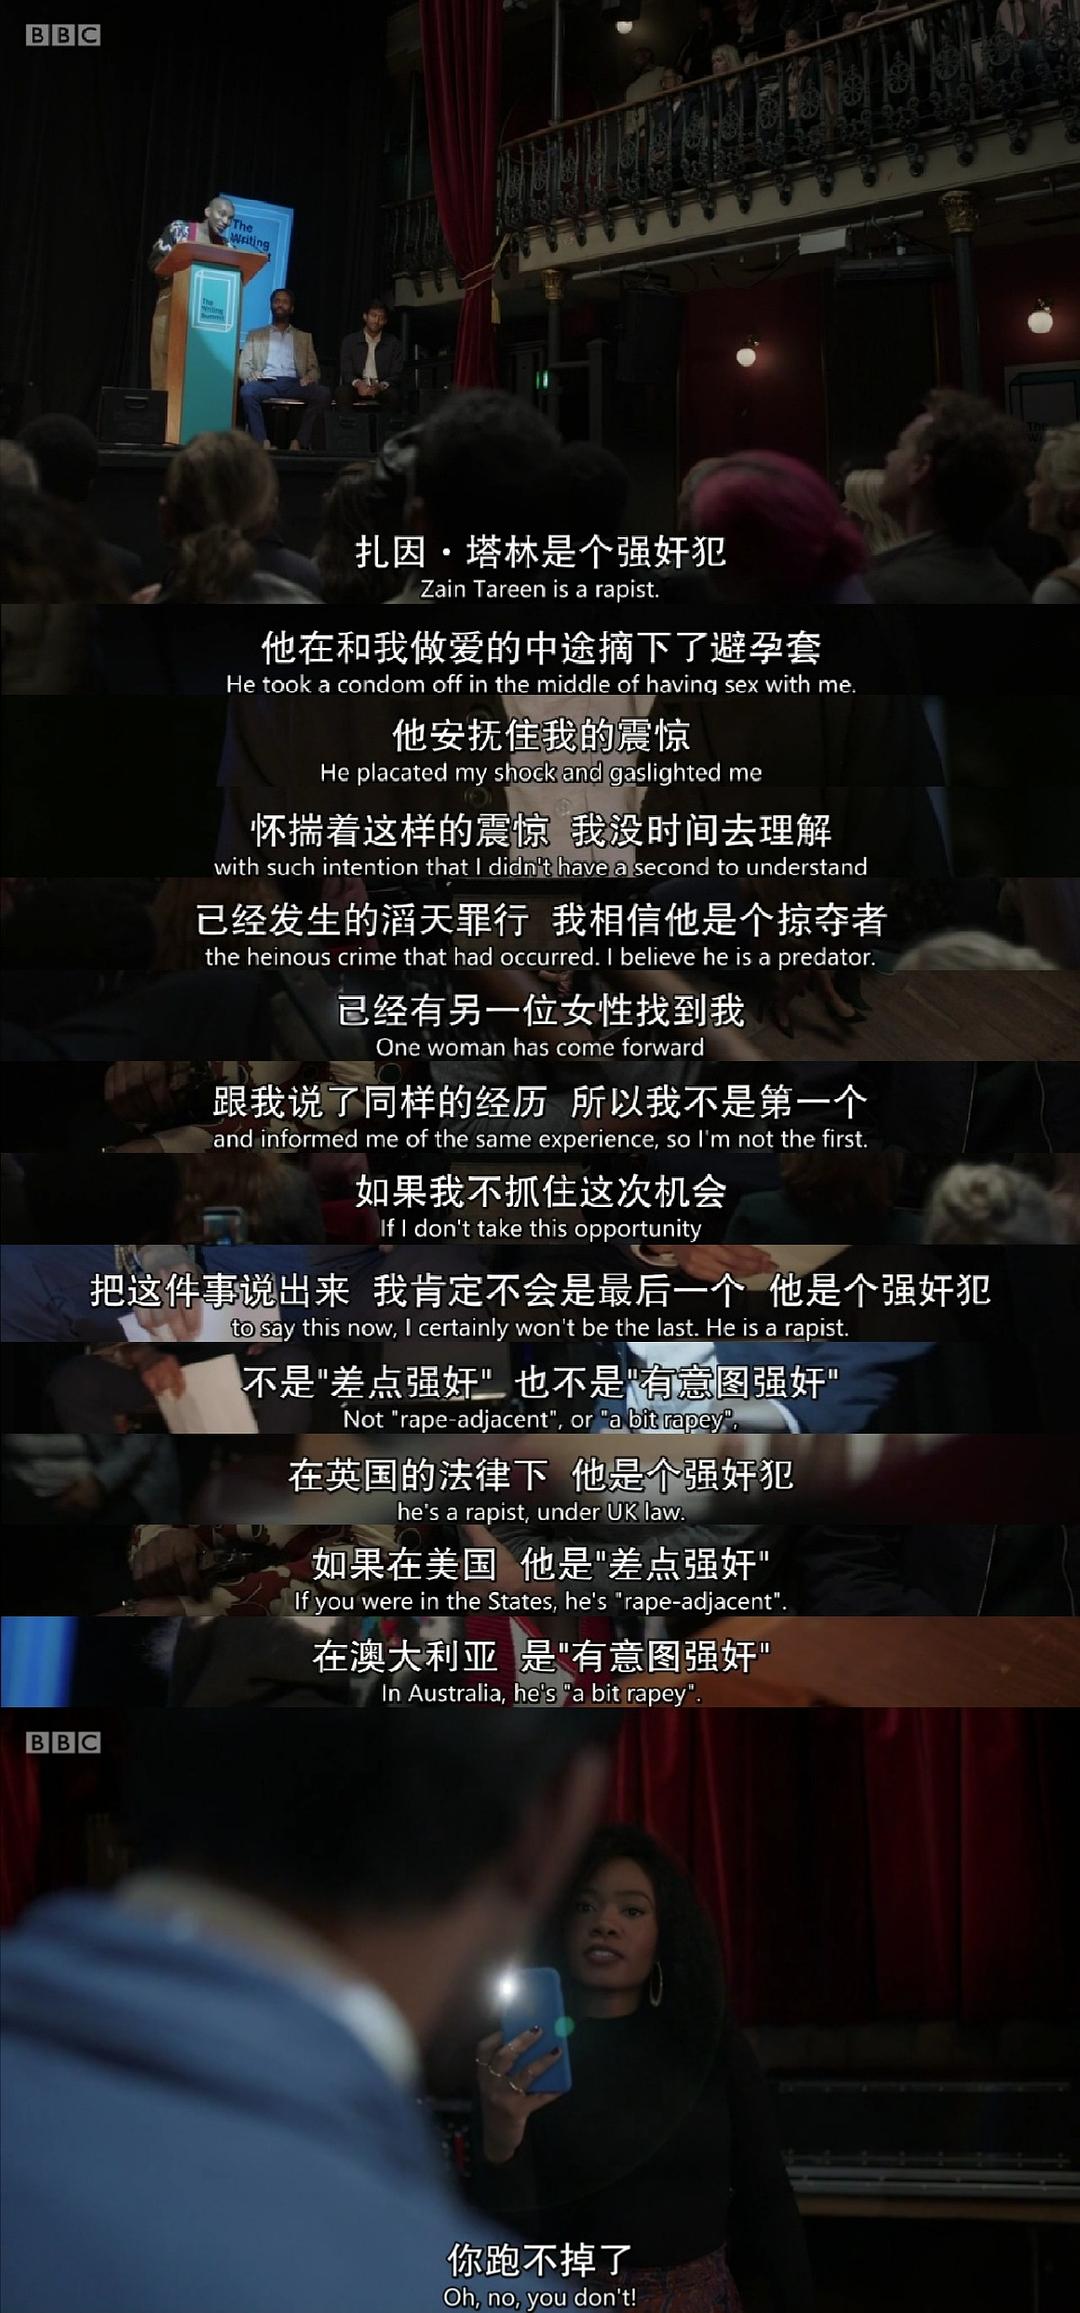 BBC
The
Writing
The
Writing
Summit
扎因·塔林是个强奸犯
Zain Tareen is a rapist.
他在和我做爱的中途摘下了避孕套
He took a condom off in the middle of having sex with me.
他安抚住我的震惊
He placated my shock and gaslighted me
怀揣着这样的震惊 我没时间去理解
with such intention that I didn't have a second to understand
已经发生的滔天罪行 我相信他是个掠夺者
the heinous crime that had occurred. I believe he is a predator.
已经有另一位女性找到我
One woman has come forward
跟我说了同样的经历 所以我不是第一个
and informed me of the same experience, so I'm not the first.
如果我不抓住这次机会
If I don't take this opportunity
把这件事说出来 我肯定不会是最后一个 他是个强奸犯
to say this now, I certainly won't be the last. He is a rapist.
不是"差点强奸" 也不是"有意图强奸"
Not "rape-adjacent", or "a bit rapey",
在英国的法律下 他是个强奸犯
he's a rapist, under UK law.
如果在美国 他是"差点强奸"
If you were in the States, he's "rape-adjacent".
在澳大利亚 是"有意图强奸"
In Australia, he's "a bit rapey".
BBC
你跑不掉了
Oh, no, you don't!